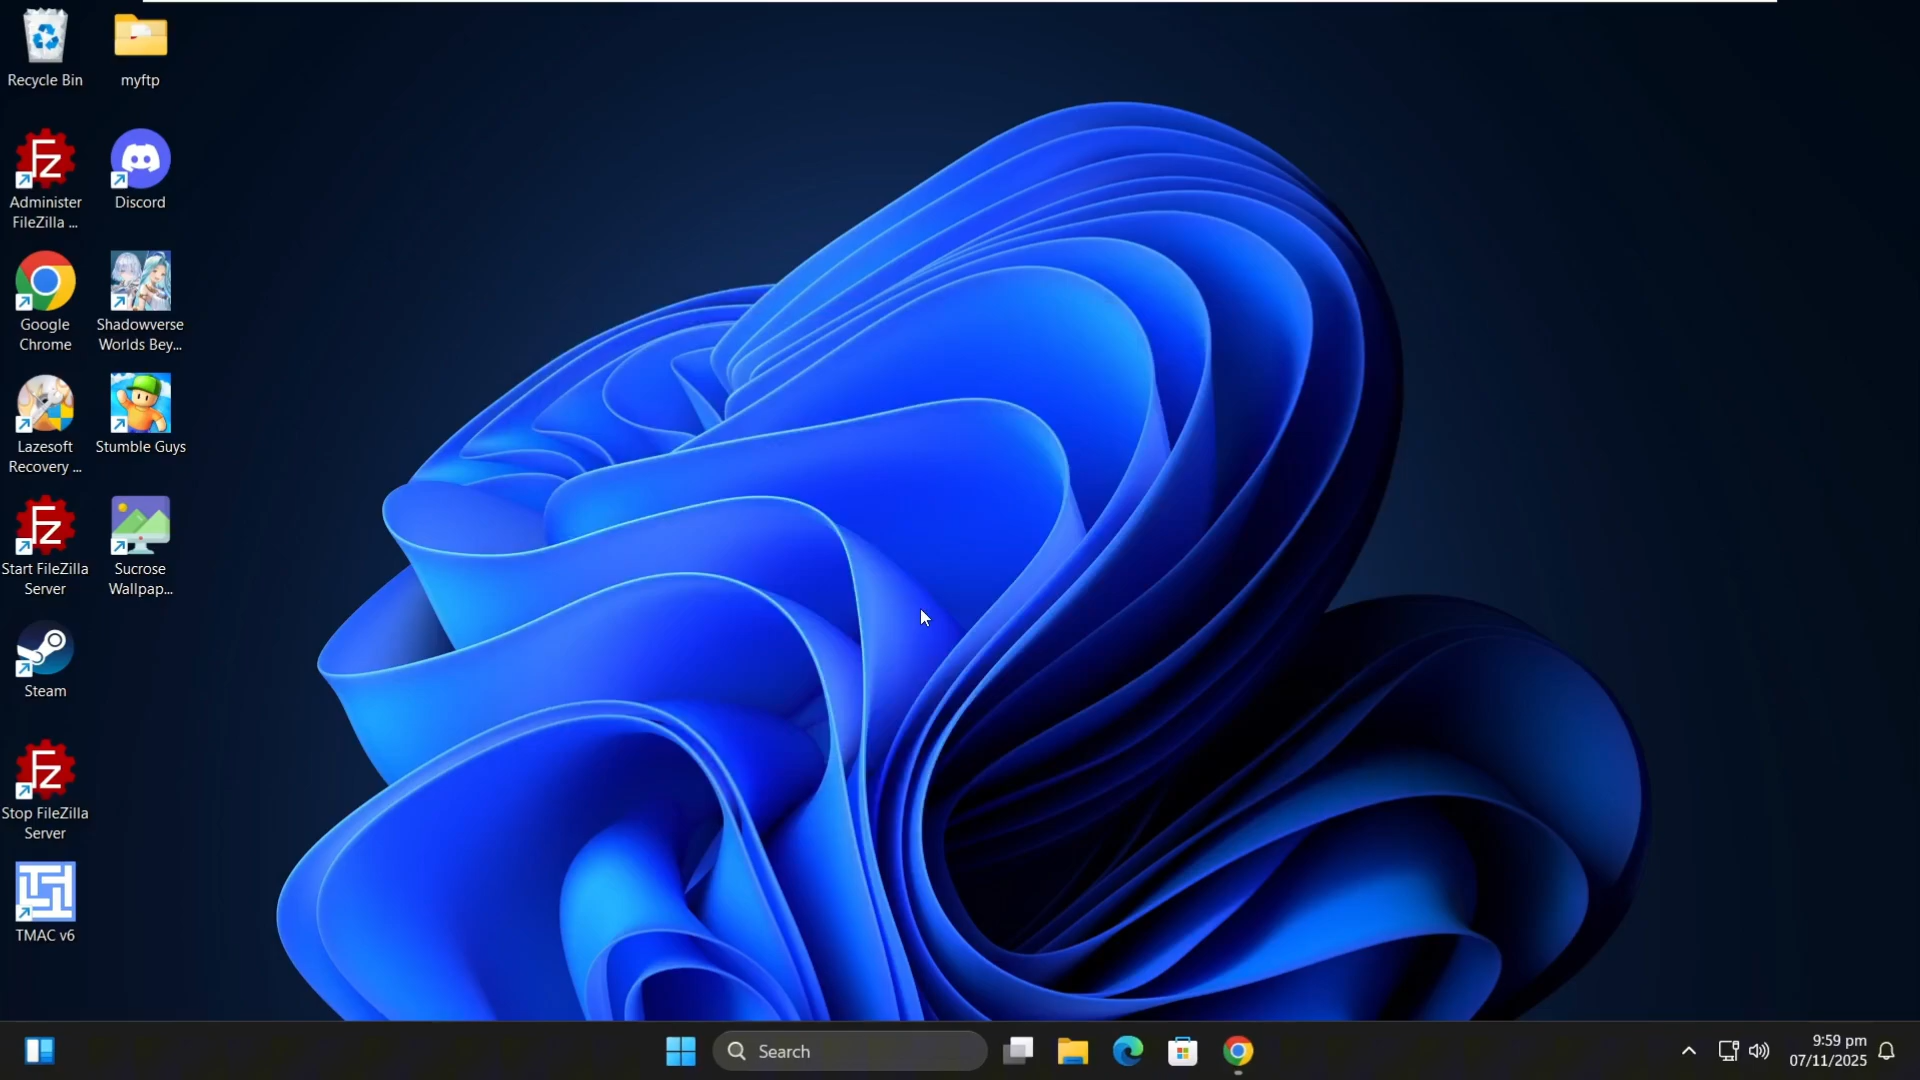 Recycle Bin
myftp
Administer
FileZilla ...
Discord
Google
Chrome
Shadowverse
Worlds Bey...
Lazesoft
Recovery ...
Stumble Guys
Start FileZilla
Server
Sucrose
Wallpap...
Steam
Stop FileZilla
Server
TMAC v6
Search
9:59 pm
07/11/2025